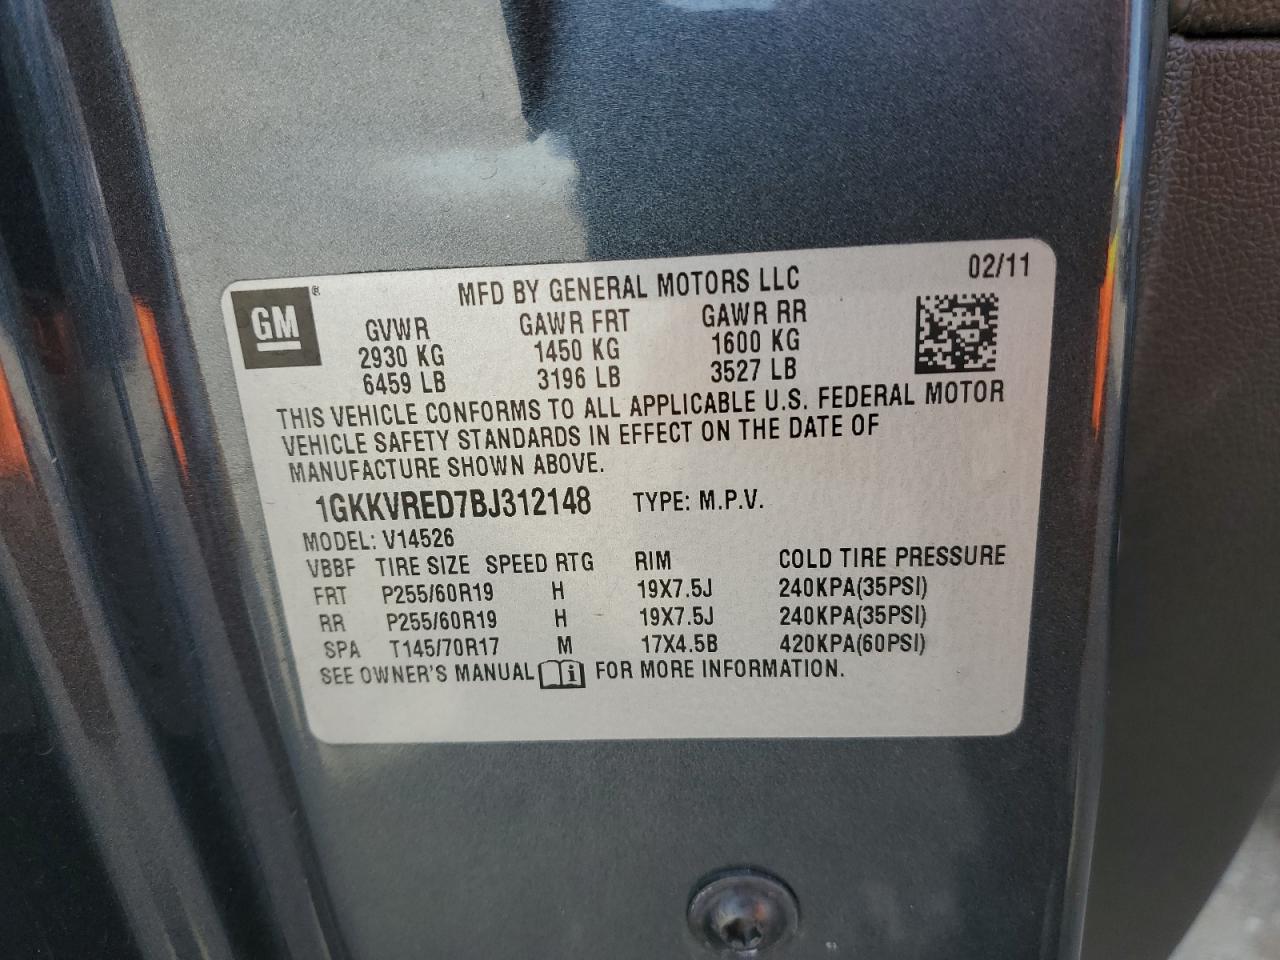 MFD BY GENERAL MOTORS LLC 02/11
GM ®
GVWR GAWR FRT GAWR RR
2930 KG 1450 KG 1600 KG
6459 LB 3196 LB 3527 LB
THIS VEHICLE CONFORMS TO ALL APPLICABLE U.S. FEDERAL MOTOR
VEHICLE SAFETY STANDARDS IN EFFECT ON THE DATE OF
MANUFACTURE SHOWN ABOVE.
1GKKVRED7BJ312148 TYPE: M.P.V.
MODEL: V14526
VBBF TIRE SIZE SPEED RTG RIM COLD TIRE PRESSURE
FRT P255/60R19 H 19X7.5J 240KPA(35PSI)
RR P255/60R19 H 19X7.5J 240KPA(35PSI)
SPA T145/70R17 M 17X4.5B 420KPA(60PSI)
SEE OWNER'S MANUAL i FOR MORE INFORMATION.